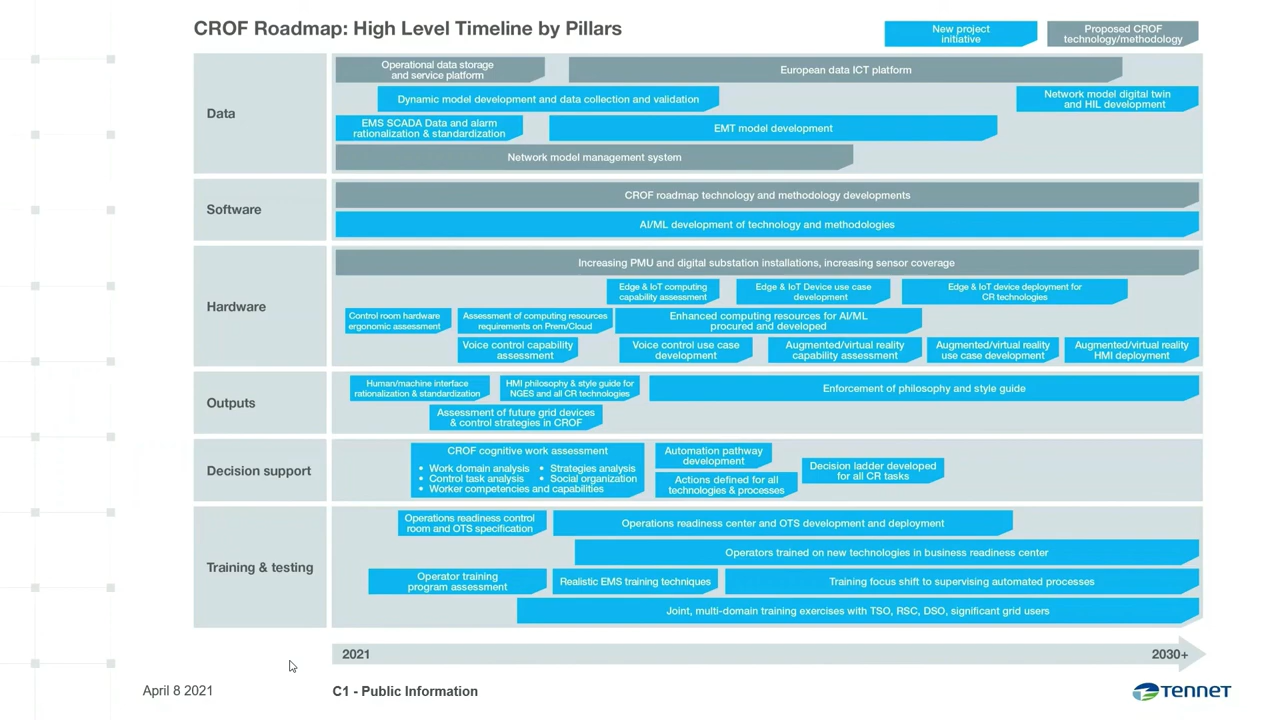 CROF Roadmap: High Level Timeline by Pillars
New project
initiative
Proposed CROF
technology/methodology
Data
Operational data storage
and service platform
European data ICT platform
Dynamic model development and data collection and validation
Network model digital twin
and HIL development
EMS SCADA Data and alarm
rationalization & standardization
EMT model development
Network model management system
Software
CROF roadmap technology and methodology developments
AI/ML development of technology and methodologies
Hardware
Increasing PMU and digital substation installations, increasing sensor coverage
Edge & IoT computing
capability assessment
Edge & IoT Device use case
development
Edge & IoT device deployment for
CR technologies
Control room hardware
ergonomic assessment
Assessment of computing resources
requirements on Prem/Cloud
Enhanced computing resources for AI/ML
procured and developed
Voice control capability
assessment
Voice control use case
development
Augmented/virtual reality
capability assessment
Augmented/virtual reality
use case development
Augmented/virtual reality
HMI deployment
Outputs
Human/machine interface
rationalization & standardization
HMI philosophy & style guide for
NGES and all CR technologies
Enforcement of philosophy and style guide
Assessment of future grid devices
& control strategies in CROF
Decision support
CROF cognitive work assessment
• Work domain analysis • Strategies analysis
• Control task analysis • Social organization
• Worker competencies and capabilities
Automation pathway
development
Actions defined for all
technologies & processes
Decision ladder developed
for all CR tasks
Training & testing
Operations readiness control
room and OTS specification
Operations readiness center and OTS development and deployment
Operators trained on new technologies in business readiness center
Operator training
program assessment
Realistic EMS training techniques
Training focus shift to supervising automated processes
Joint, multi-domain training exercises with TSO, RSC, DSO, significant grid users
2021
2030+
April 8 2021
C1 - Public Information
TENNET